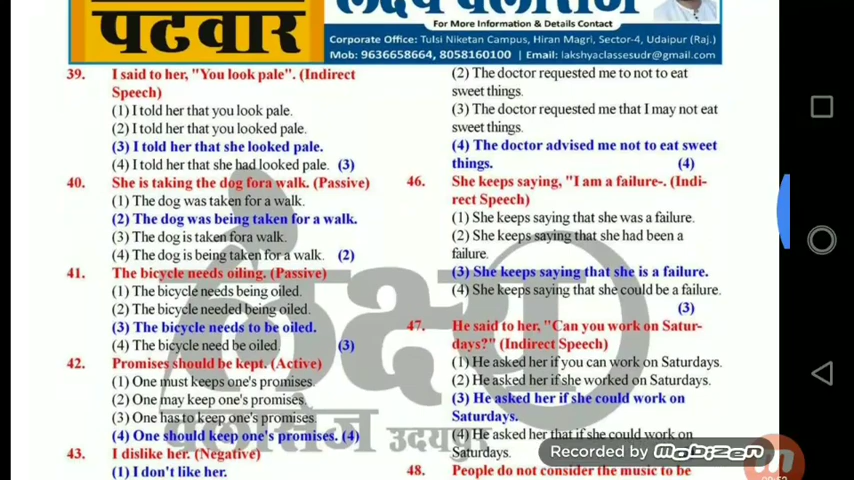 पटवार
लक्ष्य क्लासेज
For More Information & Details Contact
Corporate Office: Tulsi Niketan Campus, Hiran Magri, Sector-4, Udaipur (Raj.)
Mob: 9636658664, 8058160100 | Email: lakshyaclassesudr@gmail.com
39. I said to her, "You look pale". (Indirect
Speech)
(1) I told her that you look pale.
(2) I told her that you looked pale.
(3) I told her that she looked pale.
(4) I told her that she had looked pale. (3)
40. She is taking the dog fora walk. (Passive)
(1) The dog was taken for a walk.
(2) The dog was being taken for a walk.
(3) The dog is taken fora walk.
(4) The dog is being taken for a walk. (2)
41. The bicycle needs oiling. (Passive)
(1) The bicycle needs being oiled.
(2) The bicycle needed being oiled.
(3) The bicycle needs to be oiled.
(4) The bicycle need be oiled. (3)
42. Promises should be kept. (Active)
(1) One must keeps one's promises.
(2) One may keep one's promises.
(3) One has to keep one's promises.
(4) One should keep one's promises. (4)
43. I dislike her. (Negative)
(1) I don't like her.
(2) The doctor requested me to not to eat
sweet things.
(3) The doctor requested me that I may not eat
sweet things.
(4) The doctor advised me not to eat sweet
things. (4)
46. She keeps saying, "I am a failure-. (Indi-
rect Speech)
(1) She keeps saying that she was a failure.
(2) She keeps saying that she had been a
failure.
(3) She keeps saying that she is a failure.
(4) She keeps saying that she could be a failure.
(3)
47. He said to her, "Can you work on Satur-
days?" (Indirect Speech)
(1) He asked her if you can work on Saturdays.
(2) He asked her if she worked on Saturdays.
(3) He asked her if she could work on
Saturdays.
(4) He asked her that if she could work on
Saturdays.
48. People do not consider the music to be
लक्ष्य
क्लासेज उदयपुर
Recorded by MOBIZEN